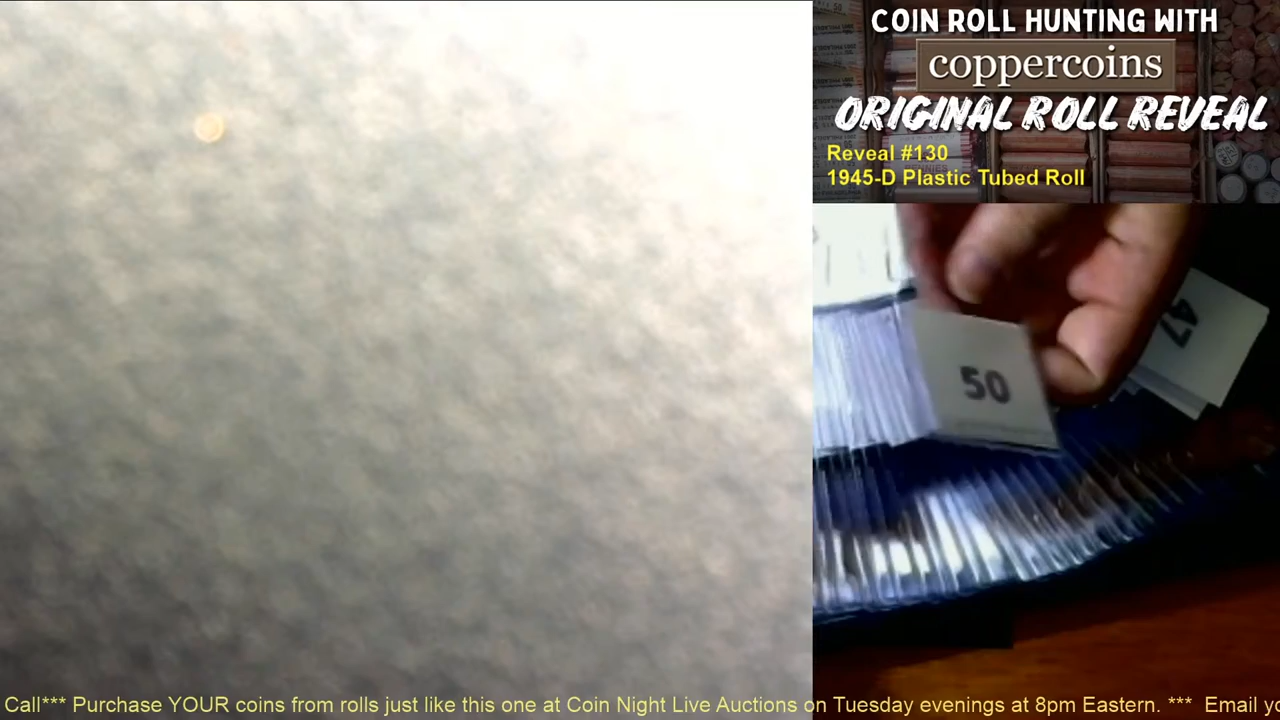 COIN ROLL HUNTING WITH
coppercoins
ORIGINAL ROLL REVEAL
Reveal #130
1945-D Plastic Tubed Roll
50
47
Call*** Purchase YOUR coins from rolls just like this one at Coin Night Live Auctions on Tuesday evenings at 8pm Eastern. *** Email